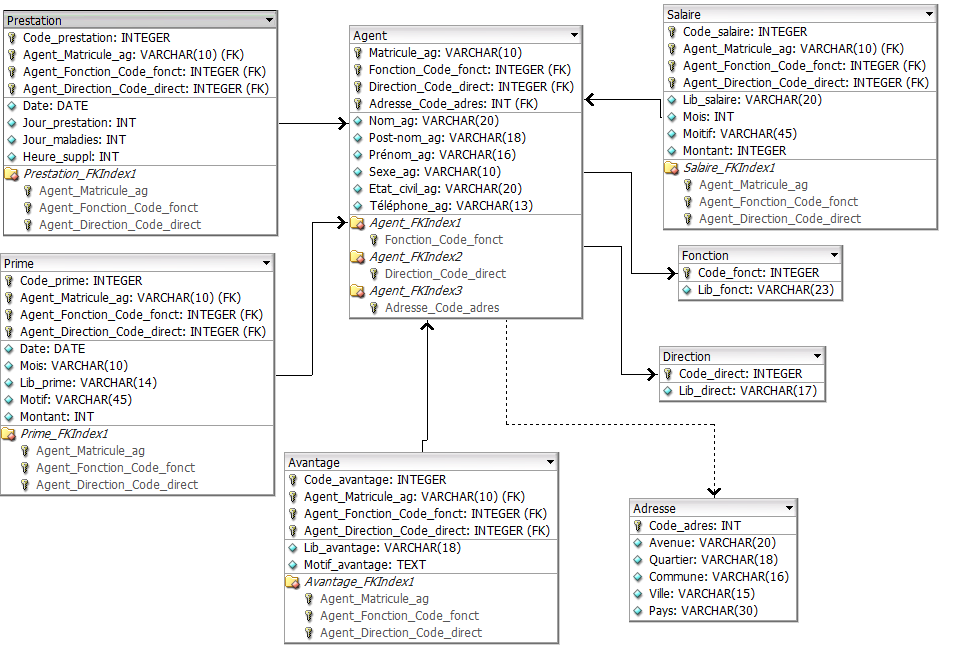 Prestation
Code_prestation: INTEGER
Agent_Matricule_ag: VARCHAR(10) (FK)
Agent_Fonction_Code_fonct: INTEGER (FK)
Agent_Direction_Code_direct: INTEGER (FK)
Date: DATE
Jour_prestation: INT
Jour_maladies: INT
Heure_suppl: INT
Prestation_FKIndex1
Agent_Matricule_ag
Agent_Fonction_Code_fonct
Agent_Direction_Code_direct
Agent
Matricule_ag: VARCHAR(10)
Fonction_Code_fonct: INTEGER (FK)
Direction_Code_direct: INTEGER (FK)
Adresse_Code_adres: INT (FK)
Nom_ag: VARCHAR(20)
Post-nom_ag: VARCHAR(18)
Prénom_ag: VARCHAR(16)
Sexe_ag: VARCHAR(10)
Etat_civil_ag: VARCHAR(20)
Téléphone_ag: VARCHAR(13)
Agent_FKIndex1
Fonction_Code_fonct
Agent_FKIndex2
Direction_Code_direct
Agent_FKIndex3
Adresse_Code_adres
Salaire
Code_salaire: INTEGER
Agent_Matricule_ag: VARCHAR(10) (FK)
Agent_Fonction_Code_fonct: INTEGER (FK)
Agent_Direction_Code_direct: INTEGER (FK)
Lib_salaire: VARCHAR(20)
Mois: INT
Moitif: VARCHAR(45)
Montant: INTEGER
Salaire_FKIndex1
Agent_Matricule_ag
Agent_Fonction_Code_fonct
Agent_Direction_Code_direct
Prime
Code_prime: INTEGER
Agent_Matricule_ag: VARCHAR(10) (FK)
Agent_Fonction_Code_fonct: INTEGER (FK)
Agent_Direction_Code_direct: INTEGER (FK)
Date: DATE
Mois: VARCHAR(10)
Lib_prime: VARCHAR(14)
Motif: VARCHAR(45)
Montant: INT
Prime_FKIndex1
Agent_Matricule_ag
Agent_Fonction_Code_fonct
Agent_Direction_Code_direct
Fonction
Code_fonct: INTEGER
Lib_fonct: VARCHAR(23)
Direction
Code_direct: INTEGER
Lib_direct: VARCHAR(17)
Avantage
Code_avantage: INTEGER
Agent_Matricule_ag: VARCHAR(10) (FK)
Agent_Fonction_Code_fonct: INTEGER (FK)
Agent_Direction_Code_direct: INTEGER (FK)
Lib_avantage: VARCHAR(18)
Motif_avantage: TEXT
Avantage_FKIndex1
Agent_Matricule_ag
Agent_Fonction_Code_fonct
Agent_Direction_Code_direct
Adresse
Code_adres: INT
Avenue: VARCHAR(20)
Quartier: VARCHAR(18)
Commune: VARCHAR(16)
Ville: VARCHAR(15)
Pays: VARCHAR(30)